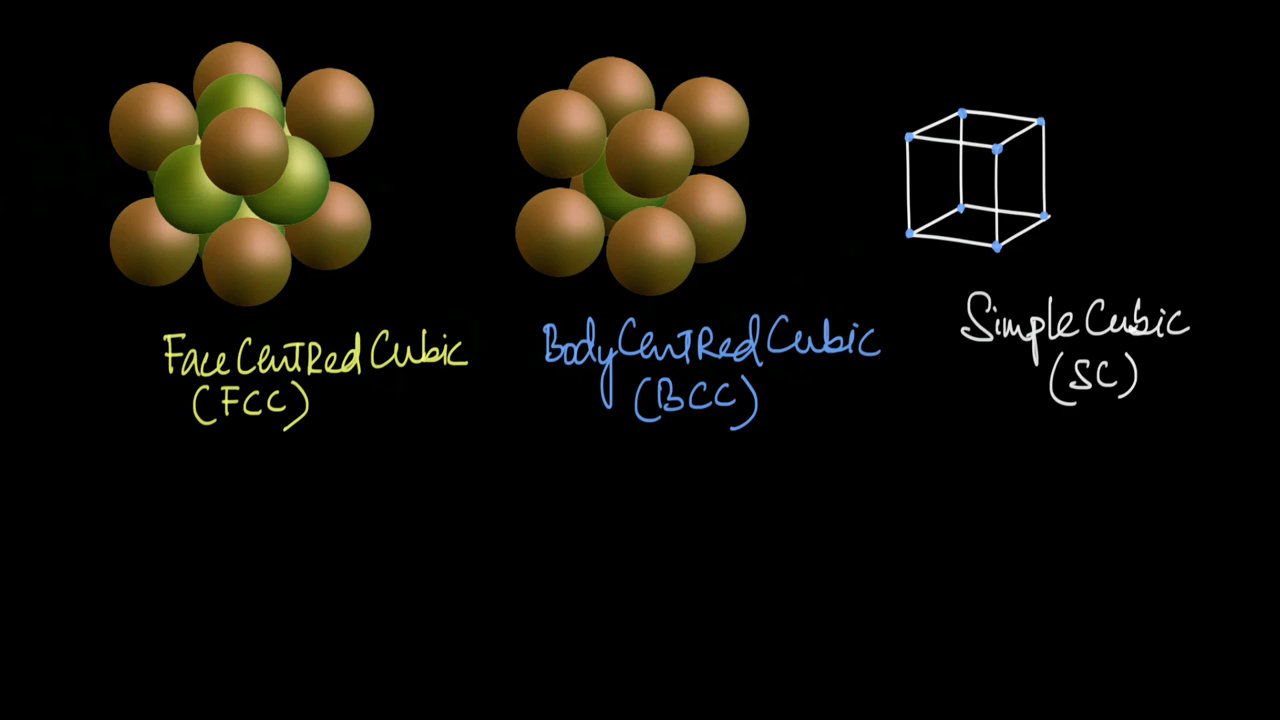 Face Centred Cubic
(FCC)
Body Centred Cubic
(BCC)
Simple Cubic
(SC)